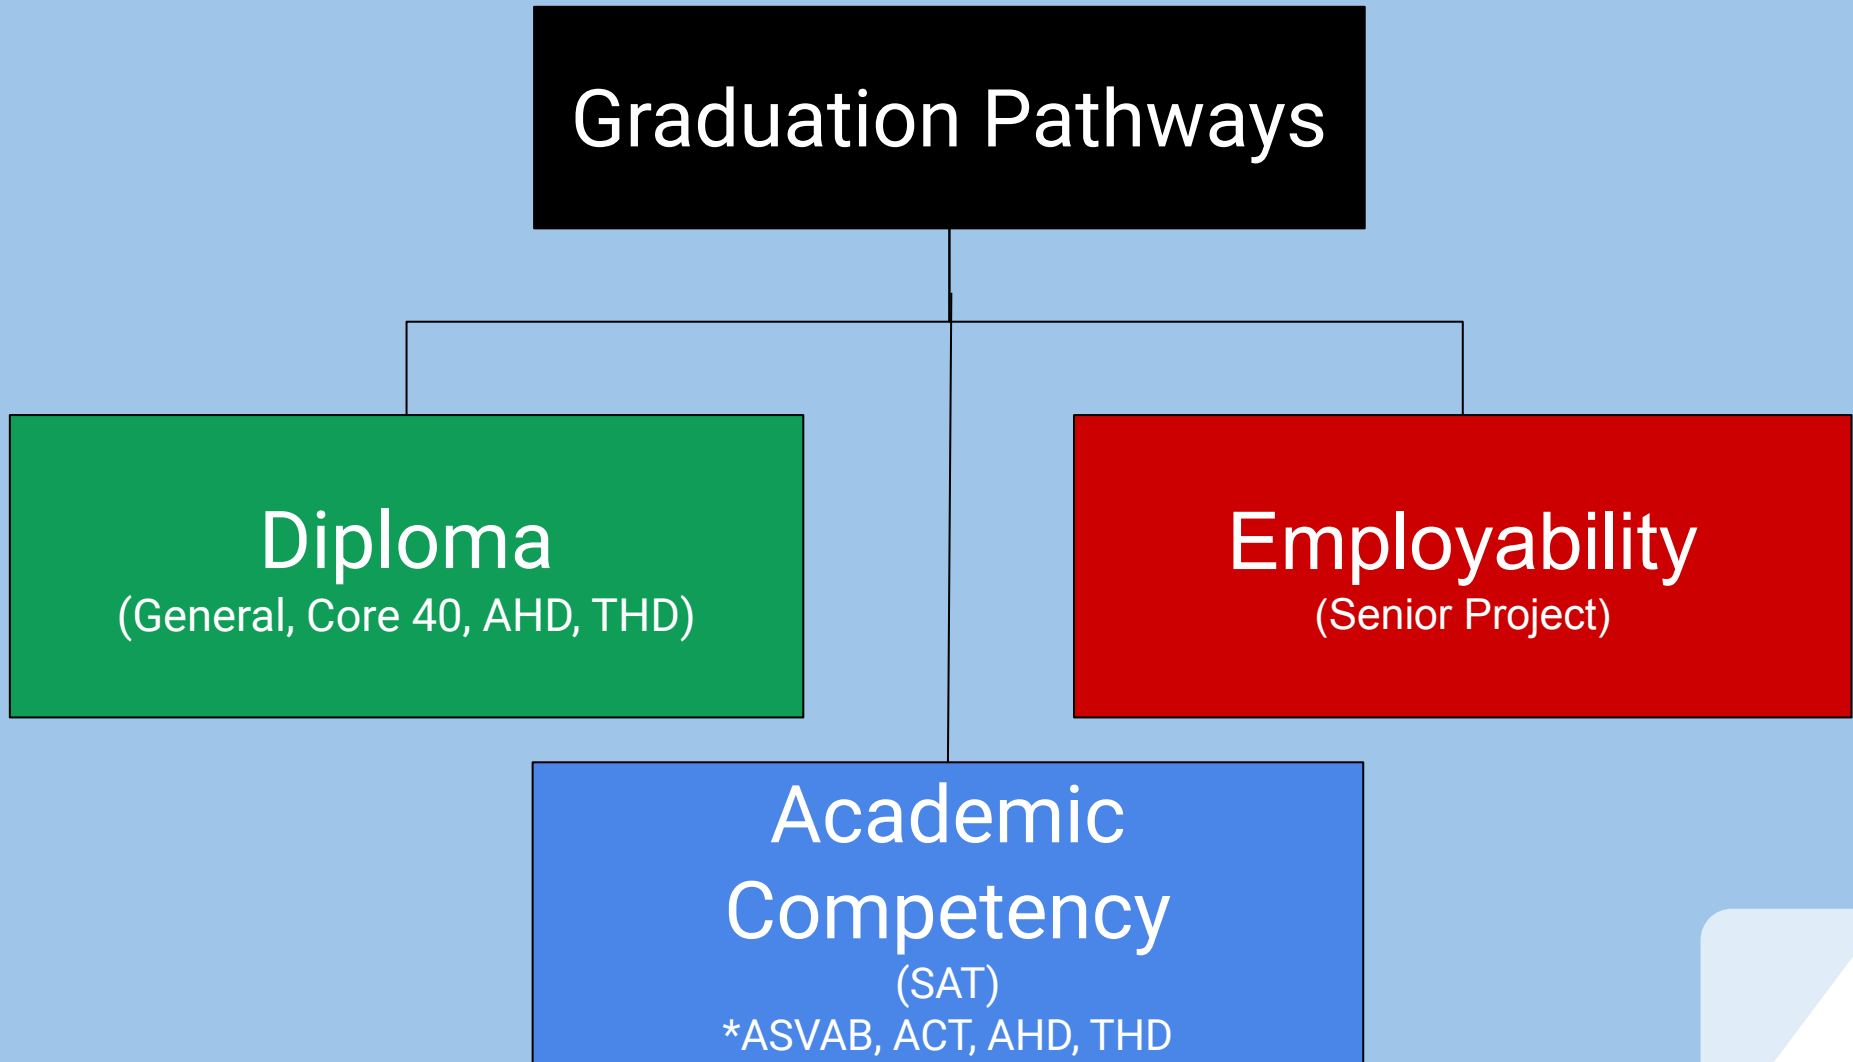 Graduation Pathways
Diploma
(General, Core 40, AHD, THD)
Employability
(Senior Project)
Academic
Competency
(SAT)
*ASVAB, ACT, AHD, THD